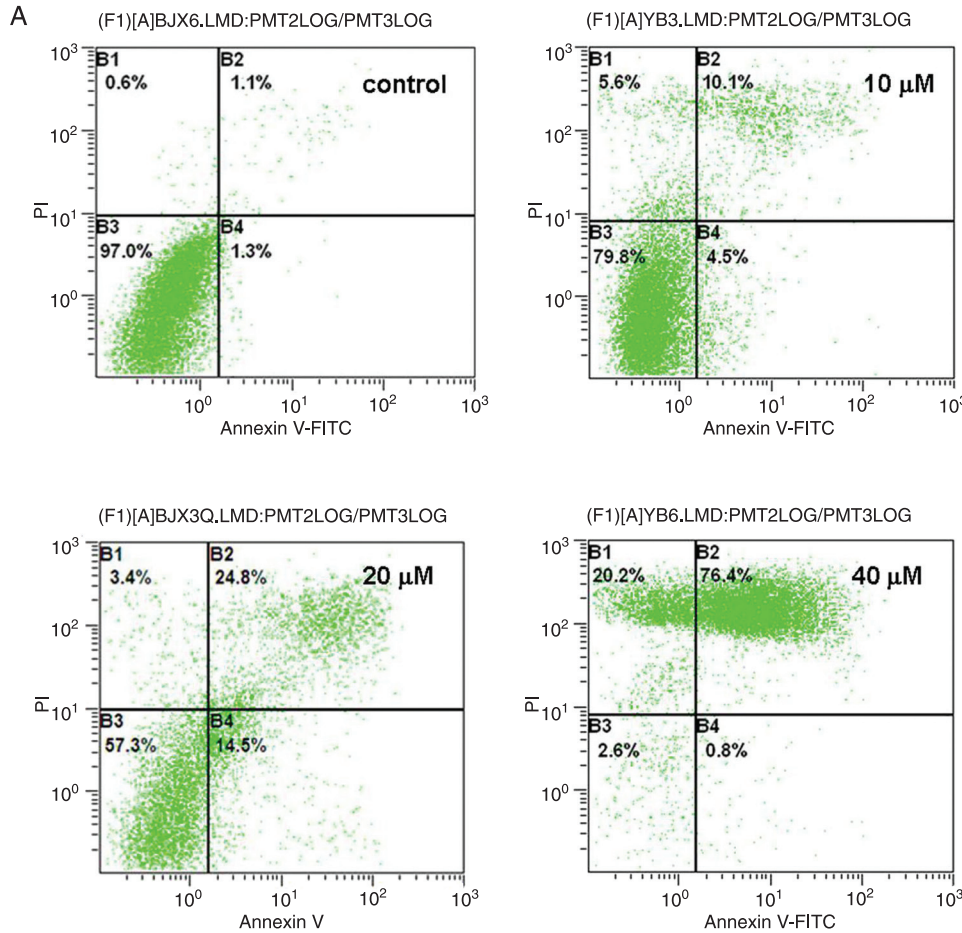 A
(F1)[A]BJX6.LMD:PMT2LOG/PMT3LOG
10³
10²
10¹
10⁰
PI
B1
0.6%
B2
1.1%
control
B3
97.0%
B4
1.3%
10⁰ 10¹ 10² 10³
Annexin V-FITC
(F1)[A]YB3.LMD:PMT2LOG/PMT3LOG
10³
10²
10¹
10⁰
PI
B1
5.6%
B2
10.1%
10 µM
B3
79.8%
B4
4.5%
10⁰ 10¹ 10² 10³
Annexin V-FITC
(F1)[A]BJX3Q.LMD:PMT2LOG/PMT3LOG
10³
10²
10¹
10⁰
PI
B1
3.4%
B2
24.8%
20 µM
B3
57.3%
B4
14.5%
10⁰ 10¹ 10² 10³
Annexin V
(F1)[A]YB6.LMD:PMT2LOG/PMT3LOG
10³
10²
10¹
10⁰
PI
B1
20.2%
B2
76.4%
40 µM
B3
2.6%
B4
0.8%
10⁰ 10¹ 10² 10³
Annexin V-FITC